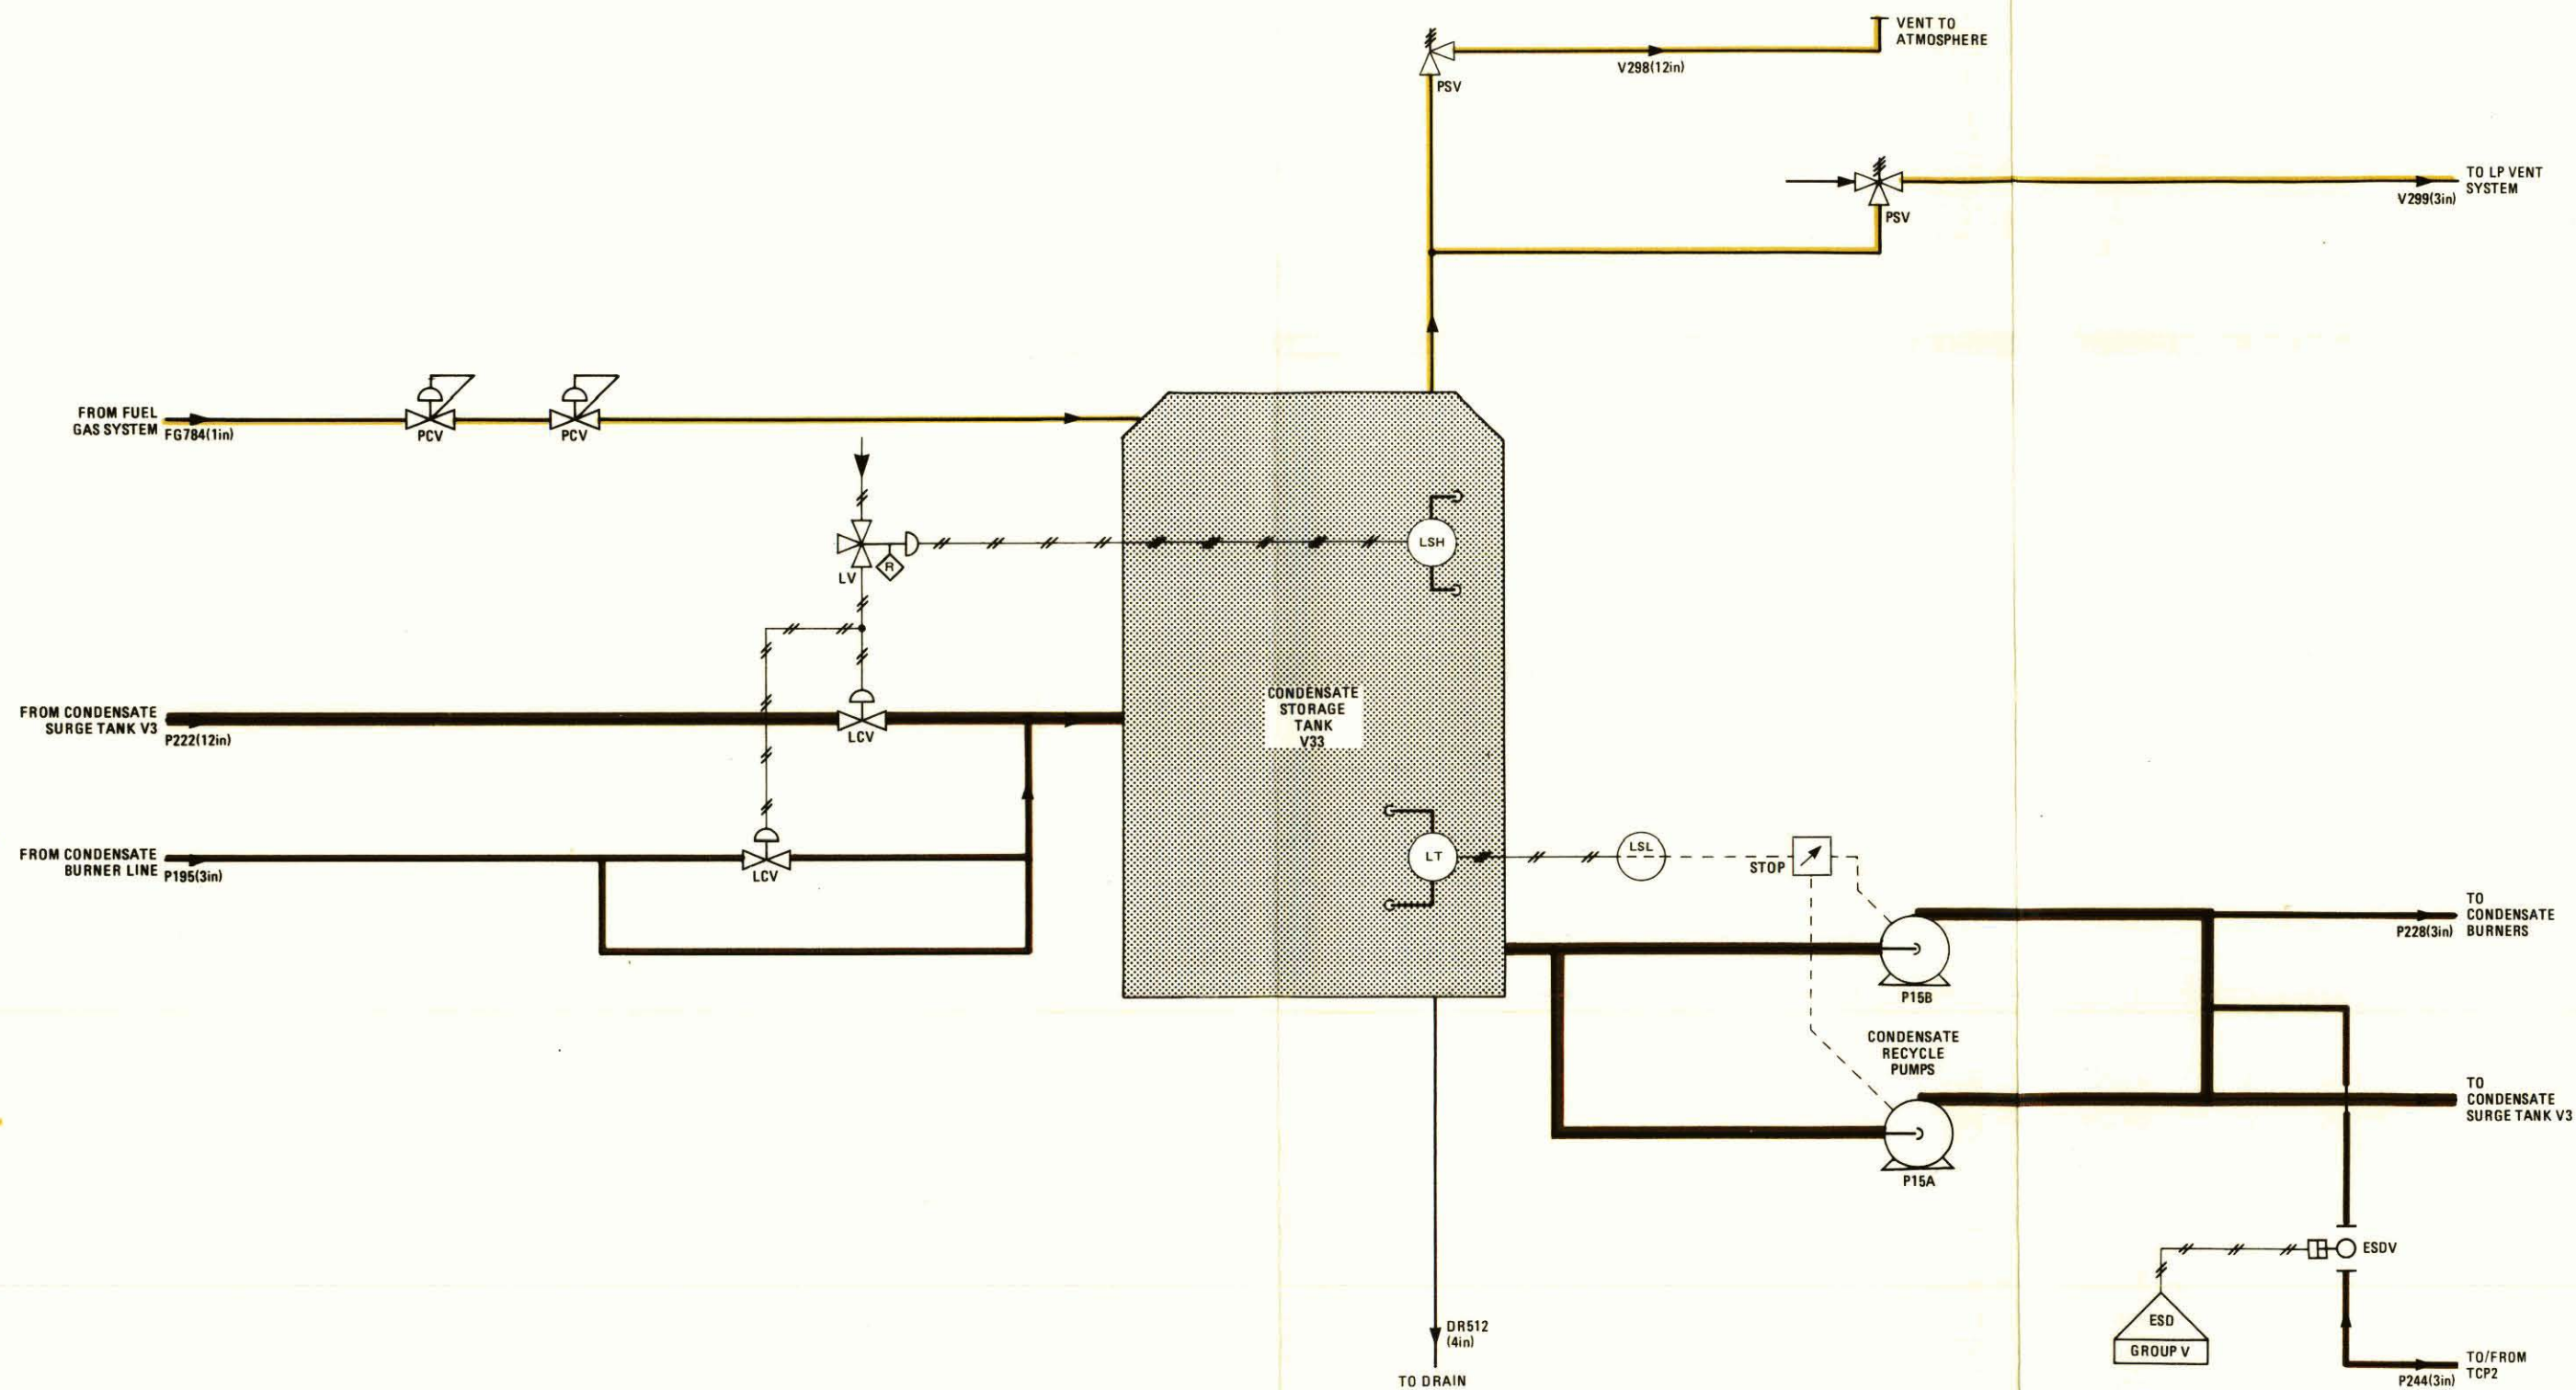 VENT TO
ATMOSPHERE
V298(12in)
PSV
TO LP VENT
SYSTEM
V299(3in)
PSV
FROM FUEL
GAS SYSTEM
FG784(1in)
PCV
PCV
LSH
LV
R
CONDENSATE
STORAGE
TANK
V33
FROM CONDENSATE
SURGE TANK V3
P222(12in)
LCV
FROM CONDENSATE
BURNER LINE
P195(3in)
LCV
LT
LSL
STOP
TO
CONDENSATE
BURNERS
P228(3in)
P15B
CONDENSATE
RECYCLE
PUMPS
TO
CONDENSATE
SURGE TANK V3
P15A
ESDV
ESD
GROUP V
DR512
(4in)
TO DRAIN
TO/FROM
TCP2
P244(3in)